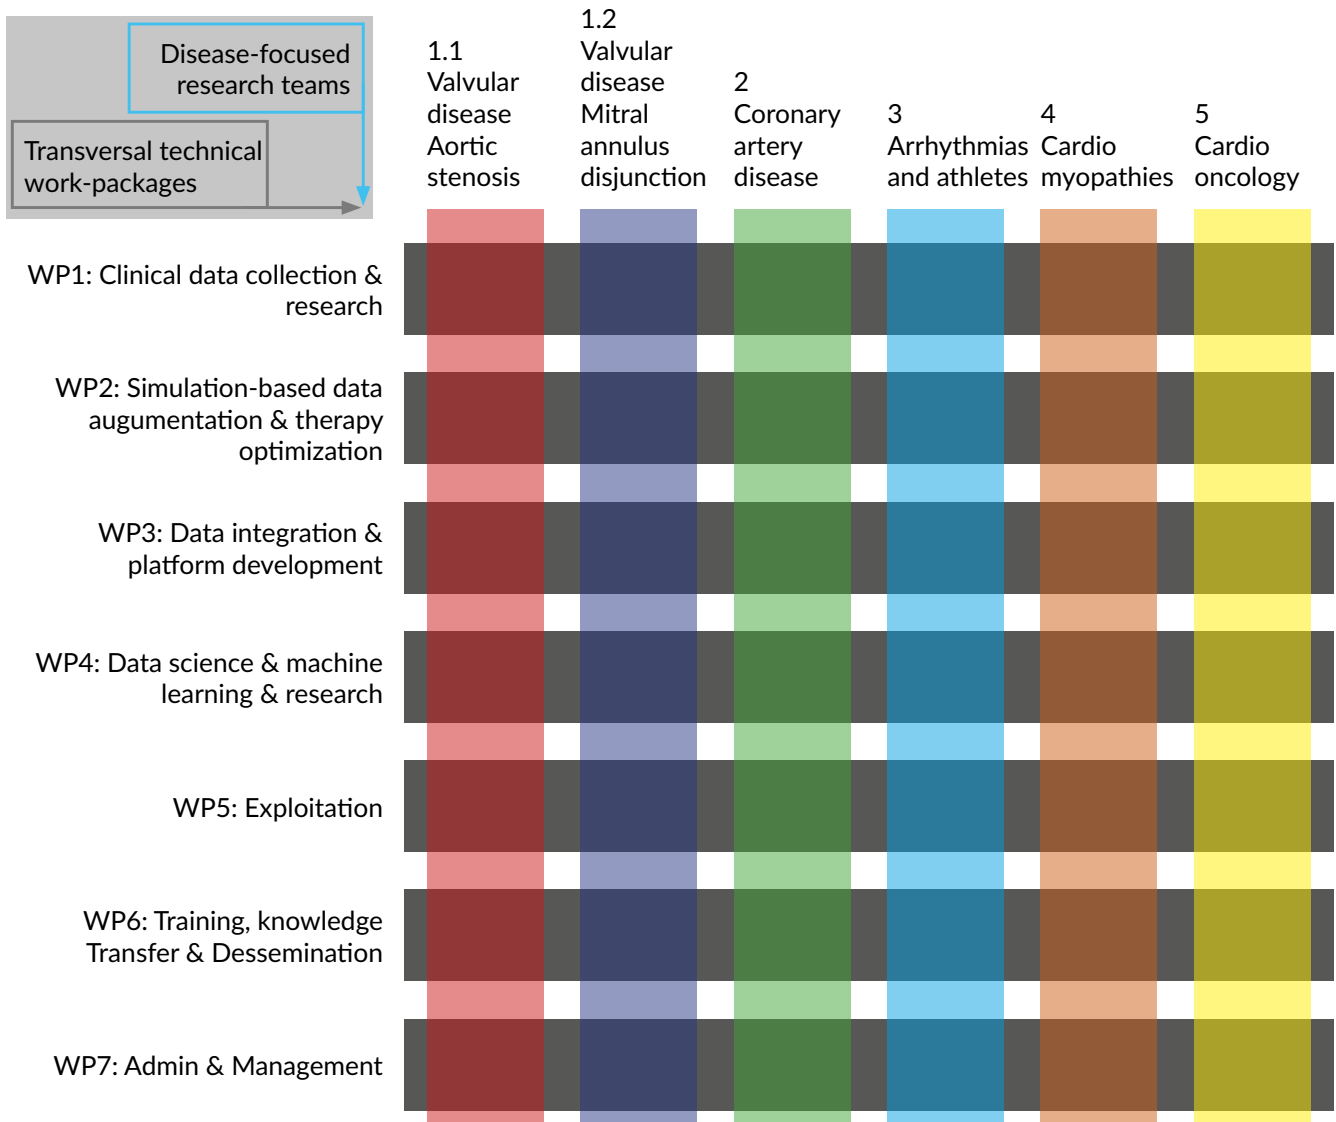 Disease-focused
research teams
Transversal technical
work-packages
1.1
Valvular
disease
Aortic
stenosis
1.2
Valvular
disease
Mitral
annulus
disjunction
2
Coronary
artery
disease
3
Arrhythmias
and athletes
4
Cardio
myopathies
5
Cardio
oncology
WP1: Clinical data collection &
research
WP2: Simulation-based data
augumentation & therapy
optimization
WP3: Data integration &
platform development
WP4: Data science & machine
learning & research
WP5: Exploitation
WP6: Training, knowledge
Transfer & Dessemination
WP7: Admin & Management